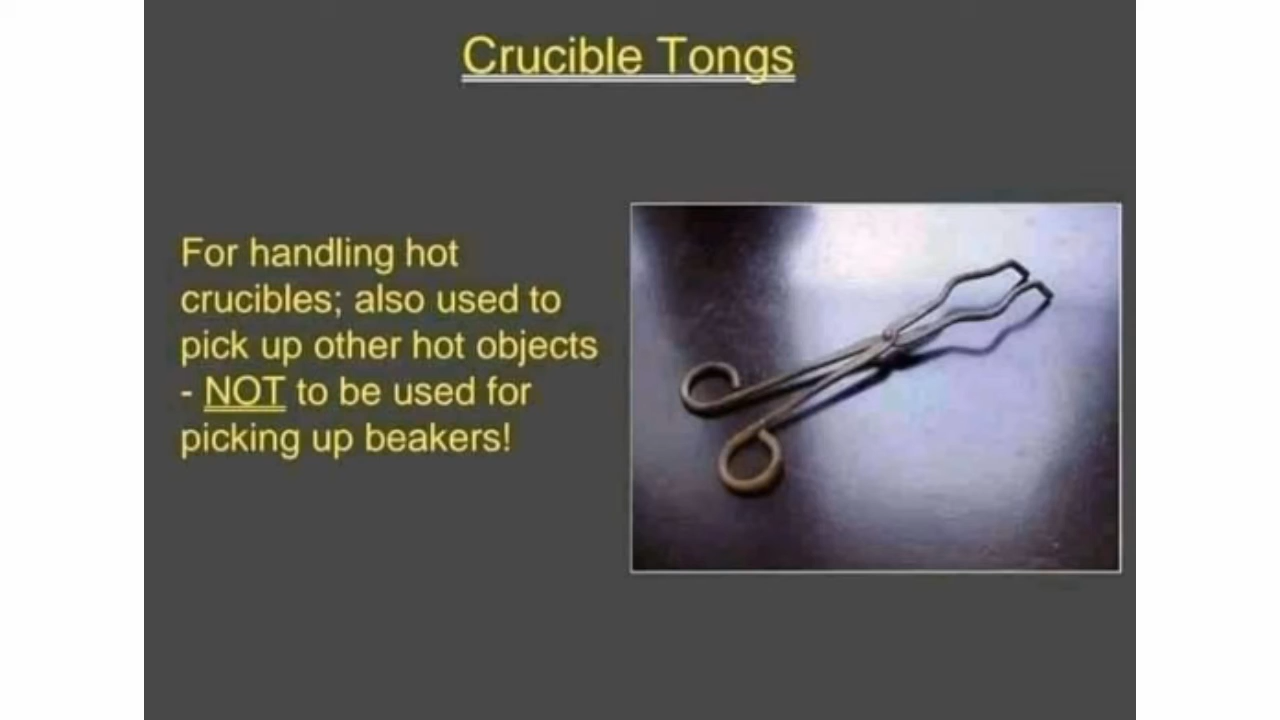 Crucible Tongs
For handling hot
crucibles; also used to
pick up other hot objects
- NOT to be used for
picking up beakers!